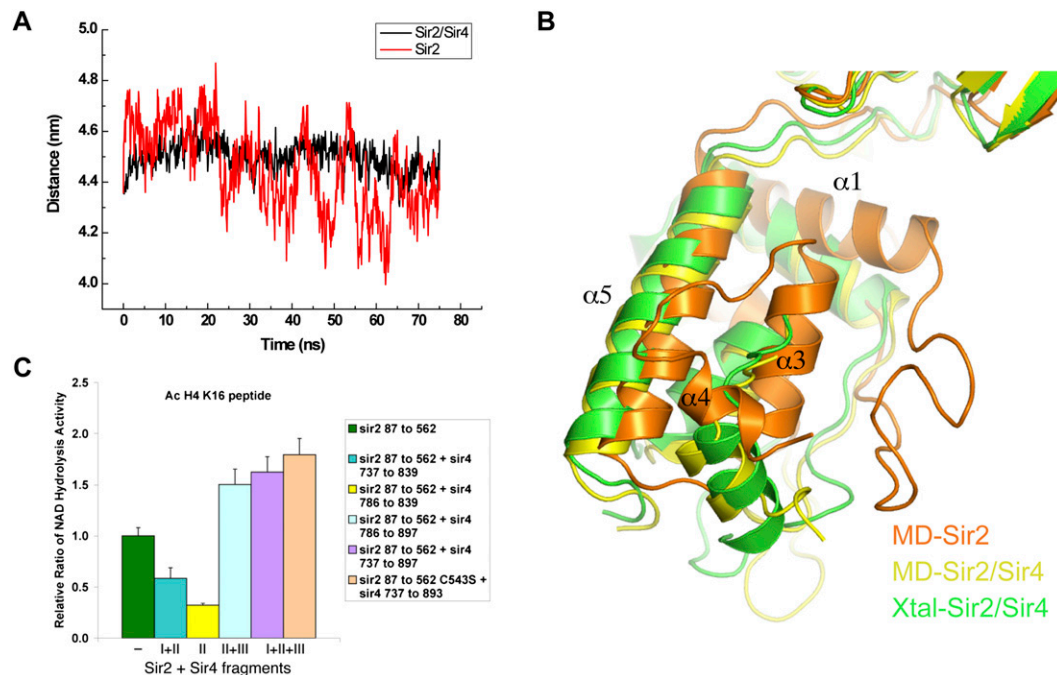 A
Sir2/Sir4
Sir2
5.0
4.8
4.6
4.4
4.2
4.0
Distance (nm)
0 10 20 30 40 50 60 70 80
Time (ns)
B
α1
α5
α3
α4
MD-Sir2
MD-Sir2/Sir4
Xtal-Sir2/Sir4
C
Ac H4 K16 peptide
Relative Ratio of NAD Hydrolysis Activity
2.5
2.0
1.5
1.0
0.5
0.0
– I+II II II+III I+II+III
Sir2 + Sir4 fragments
sir2 87 to 562
sir2 87 to 562 + sir4
737 to 839
sir2 87 to 562 + sir4
786 to 839
sir2 87 to 562 + sir4
786 to 897
sir2 87 to 562 + sir4
737 to 897
sir2 87 to 562 C543S +
sir4 737 to 893